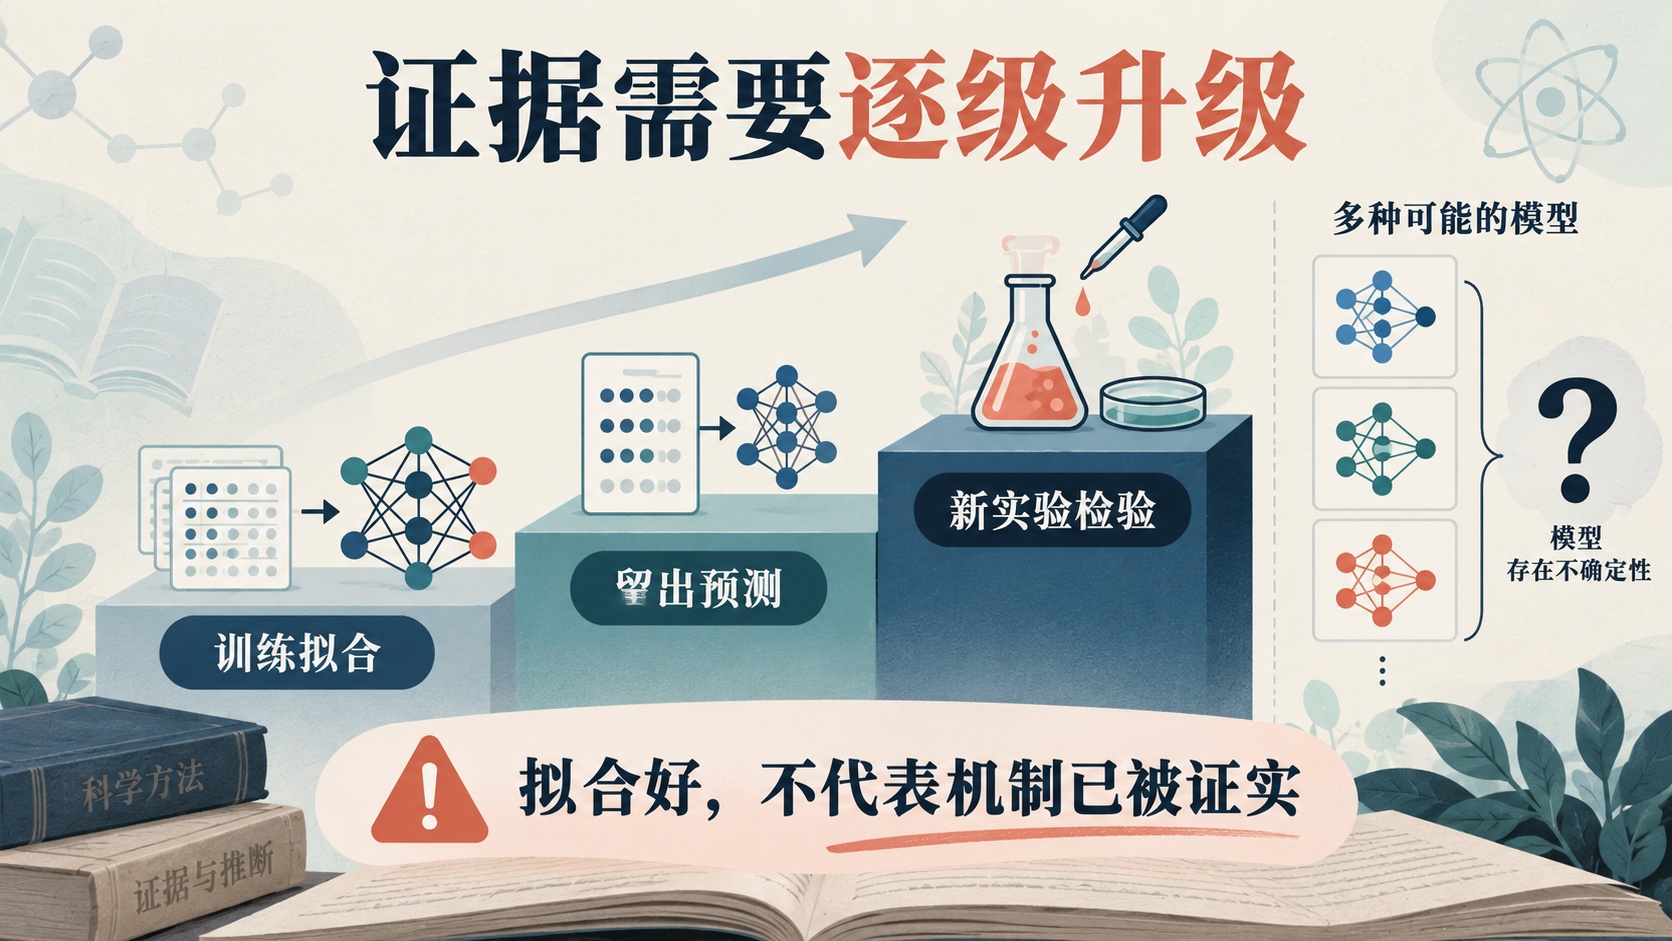 证据需要逐级升级
多种可能的模型
新实验检验
留出预测
训练拟合
?
模型
存在不确定性
拟合好，不代表机制已被证实
科学方法
证据与推断